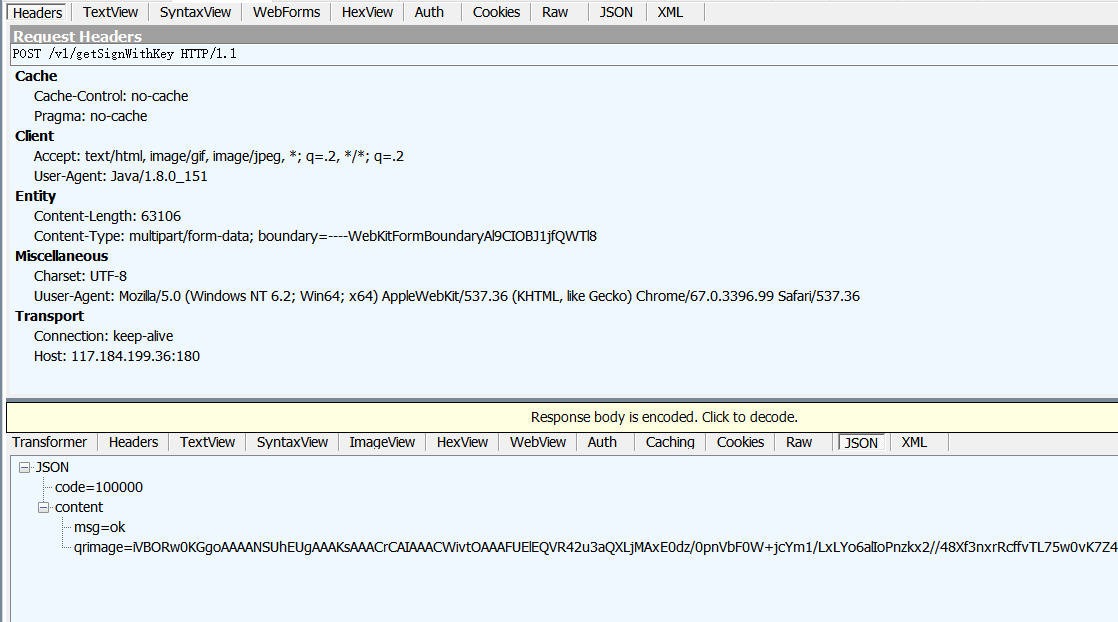 Headers TextView SyntaxView WebForms HexView Auth Cookies Raw JSON XML
Request Headers
POST /v1/getSignWithKey HTTP/1.1
Cache
Cache-Control: no-cache
Pragma: no-cache
Client
Accept: text/html, image/gif, image/jpeg, *; q=.2, */*; q=.2
User-Agent: Java/1.8.0_151
Entity
Content-Length: 63106
Content-Type: multipart/form-data; boundary=----WebKitFormBoundaryAl9CIOBJ1jfQWTl8
Miscellaneous
Charset: UTF-8
Uuser-Agent: Mozilla/5.0 (Windows NT 6.2; Win64; x64) AppleWebKit/537.36 (KHTML, like Gecko) Chrome/67.0.3396.99 Safari/537.36
Transport
Connection: keep-alive
Host: 117.184.199.36:180
Response body is encoded. Click to decode.
Transformer Headers TextView SyntaxView ImageView HexView WebView Auth Caching Cookies Raw JSON XML
JSON
code=100000
content
msg=ok
qrimage=iVBORw0KGgoAAAANSUhEUgAAAKsAAACrCAIAAACWivtOAAAFUElEQVR42u3aQXLjMAxE0dz/0pnVbF0W+jcYm1/LxLYo6alIoPnzkx2//48Xf3nxrRcffvTL75w0vK7Z4